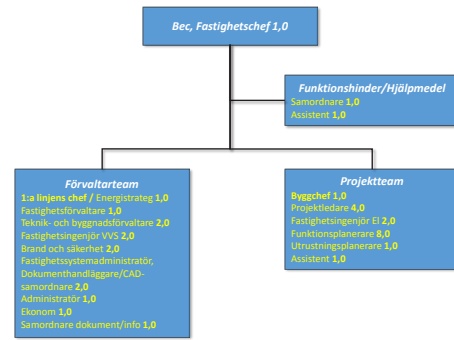 Bec, Fastighetschef 1,0
Funktionshinder/Hjälpmedel
Samordnare 1,0
Assistent 1,0
Förvaltarteam
1:a linjens chef / Energistrateg 1,0
Fastighetsförvaltare 1,0
Teknik- och byggnadsförvaltare 2,0
Fastighetsingenjör VVS 2,0
Brand och säkerhet 2,0
Fastighetssystemadministratör,
Dokumenthandläggare/CAD-
samordnare 2,0
Administratör 1,0
Ekonom 1,0
Samordnare dokument/info 1,0
Projektteam
Byggchef 1,0
Projektledare 4,0
Fastighetsingenjör El 2,0
Funktionsplanerare 8,0
Utrustningsplanerare 1,0
Assistent 1,0